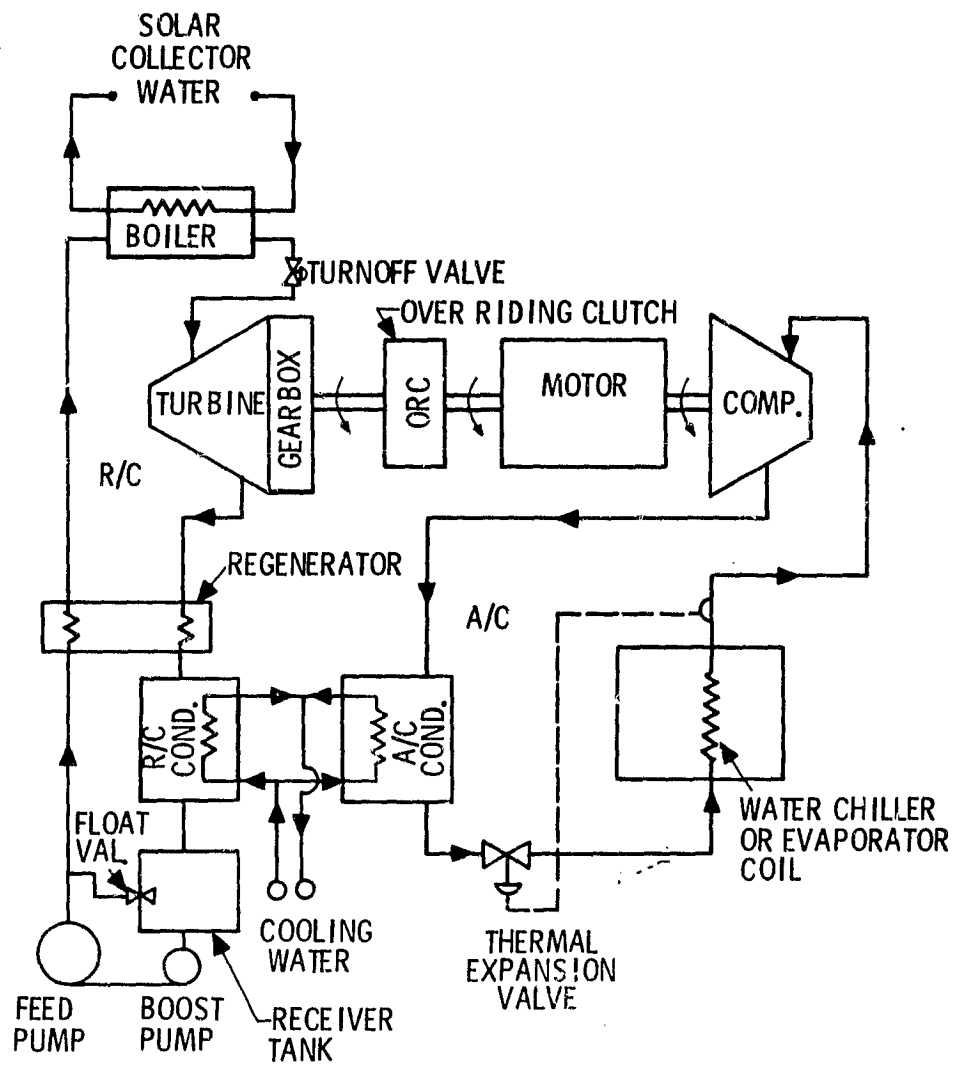 SOLAR
COLLECTOR
WATER
BOILER
TURNOFF VALVE
OVER RIDING CLUTCH
TURBINE
GEARBOX
ORC
MOTOR
COMP.
R/C
REGENERATOR
A/C
R/C
COND.
A/C
COND.
FLOAT
VAL.
WATER CHILLER
OR EVAPORATOR
COIL
COOLING
WATER
THERMAL
EXPANSION
VALVE
FEED
PUMP
BOOST
PUMP
RECEIVER
TANK